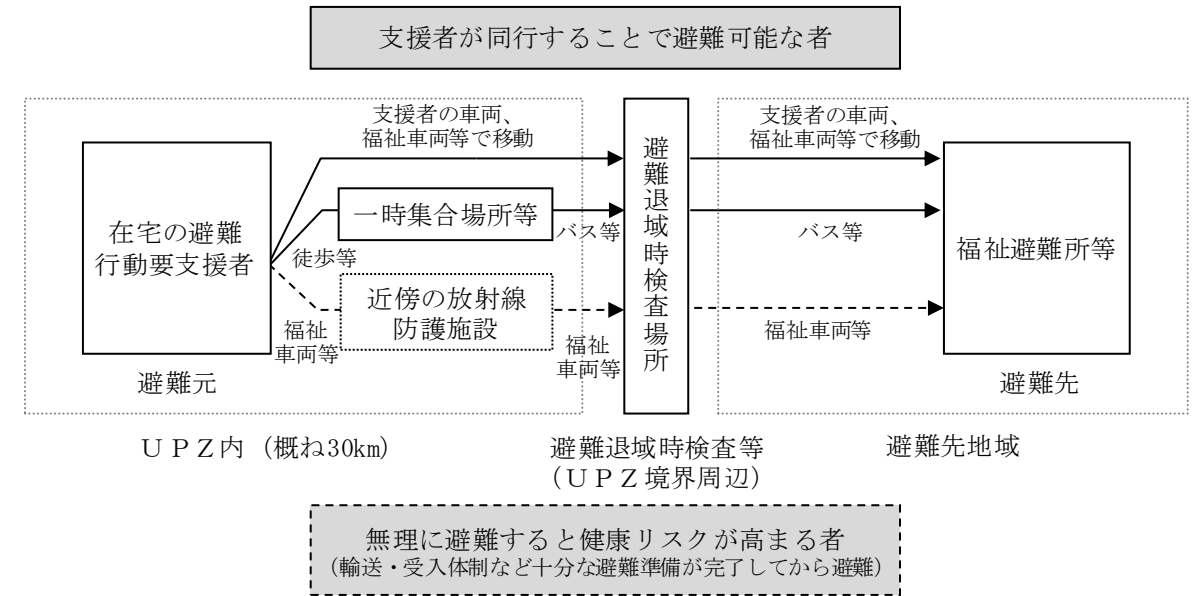 支援者が同行することで避難可能な者
支援者の車両、
福祉車両等で移動
支援者の車両、
福祉車両等で移動
在宅の避難
行動要支援者
一時集合場所等
徒歩等
バス等
近傍の放射線
防護施設
福祉
車両等
福祉
車両等
避難元
避難退域時検査場所
バス等
福祉車両等
福祉避難所等
避難先
UPZ内(概ね30km)
避難退域時検査等
(UPZ境界周辺)
避難先地域
無理に避難すると健康リスクが高まる者
(輸送・受入体制など十分な避難準備が完了してから避難)